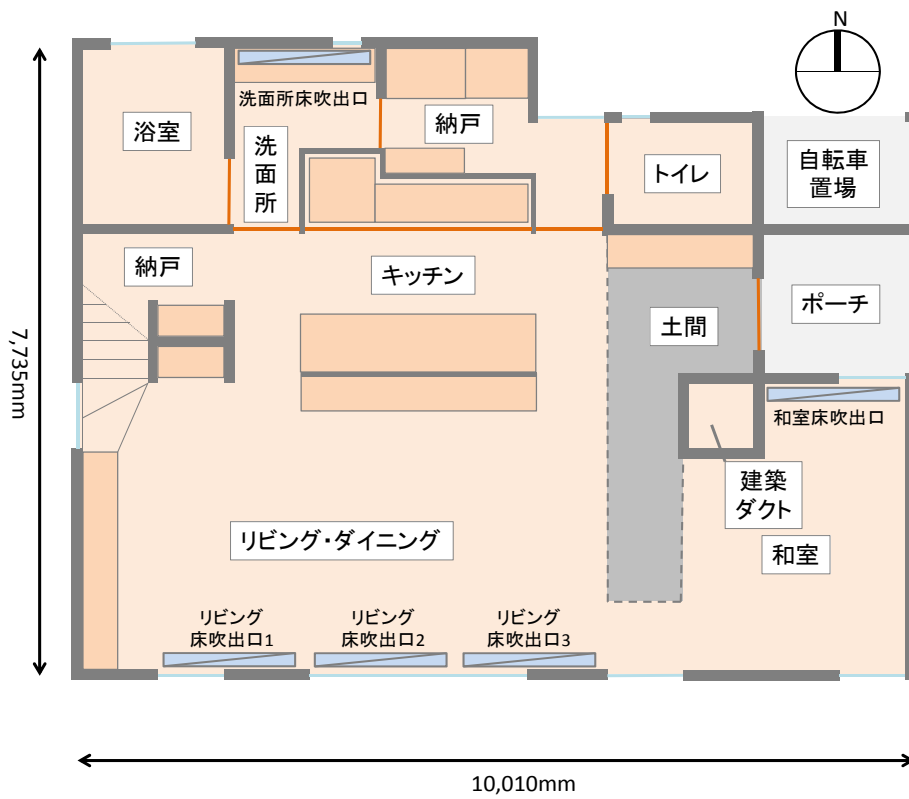 N
浴室
洗面所床吹出口
洗
面
所
納戸
トイレ
自転車
置場
納戸
キッチン
土間
ポーチ
和室床吹出口
建築
ダクト
和室
リビング・ダイニング
リビング
床吹出口1
リビング
床吹出口2
リビング
床吹出口3
7,735mm
10,010mm